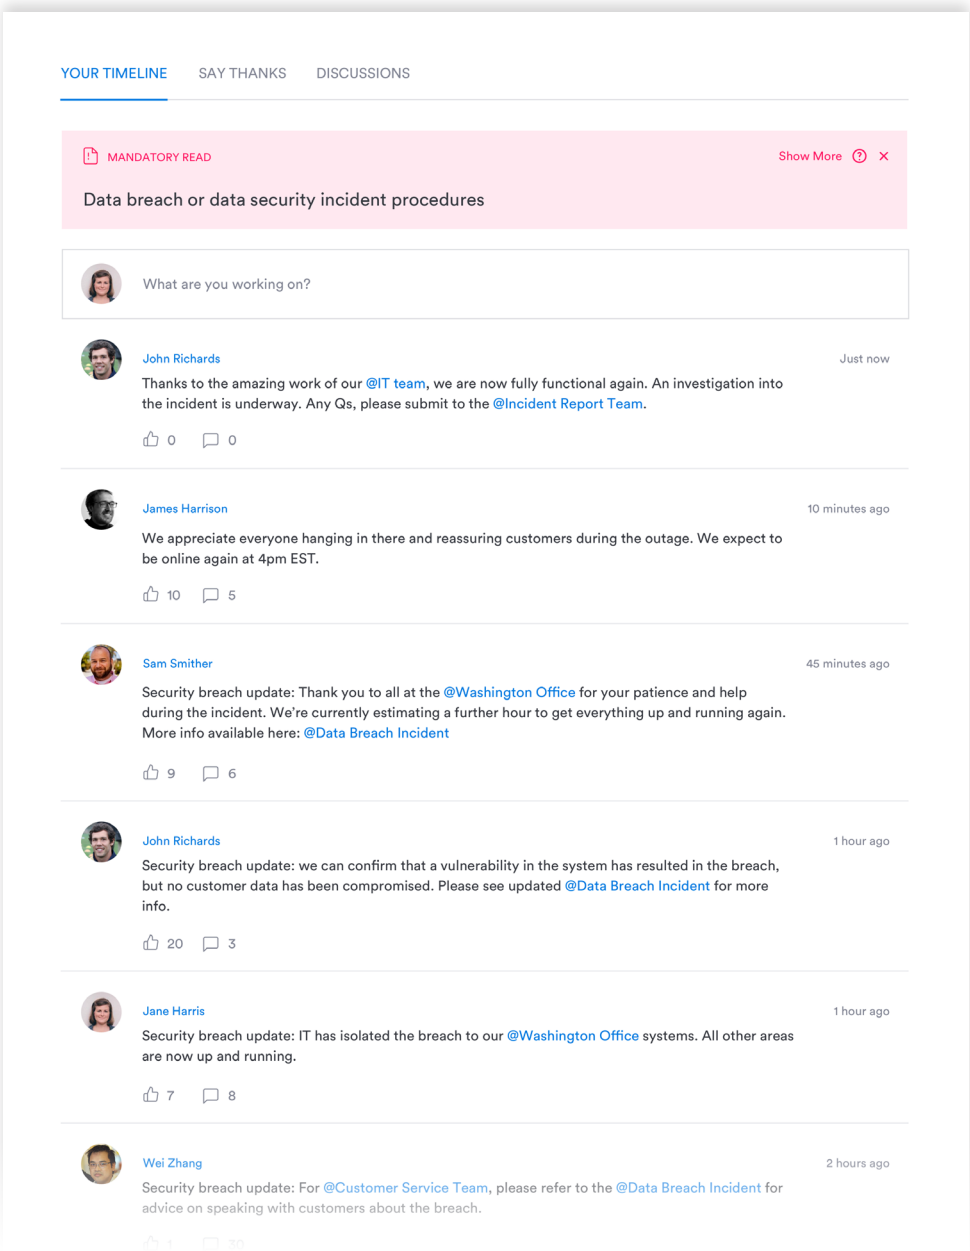 YOUR TIMELINE SAY THANKS DISCUSSIONS
MANDATORY READ Show More ? ×
Data breach or data security incident procedures
What are you working on?
John Richards Just now
Thanks to the amazing work of our @IT team, we are now fully functional again. An investigation into
the incident is underway. Any Qs, please submit to the @Incident Report Team.
0 0
James Harrison 10 minutes ago
We appreciate everyone hanging in there and reassuring customers during the outage. We expect to
be online again at 4pm EST.
10 5
Sam Smither 45 minutes ago
Security breach update: Thank you to all at the @Washington Office for your patience and help
during the incident. We're currently estimating a further hour to get everything up and running again.
More info available here: @Data Breach Incident
9 6
John Richards 1 hour ago
Security breach update: we can confirm that a vulnerability in the system has resulted in the breach,
but no customer data has been compromised. Please see updated @Data Breach Incident for more
info.
20 3
Jane Harris 1 hour ago
Security breach update: IT has isolated the breach to our @Washington Office systems. All other areas
are now up and running.
7 8
Wei Zhang 2 hours ago
Security breach update: For @Customer Service Team, please refer to the @Data Breach Incident for
advice on speaking with customers about the breach.
1 30